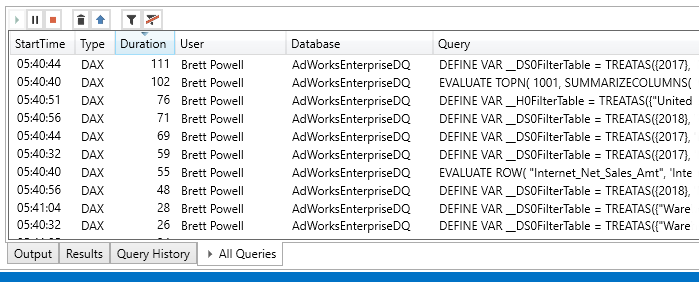 StartTime Type Duration User Database Query
05:40:44 DAX 111 Brett Powell AdWorksEnterpriseDQ DEFINE VAR __DS0FilterTable = TREATAS({2017},
05:40:40 DAX 102 Brett Powell AdWorksEnterpriseDQ EVALUATE TOPN( 1001, SUMMARIZECOLUMNS(
05:40:51 DAX 76 Brett Powell AdWorksEnterpriseDQ DEFINE VAR __H0FilterTable = TREATAS({"United
05:40:56 DAX 71 Brett Powell AdWorksEnterpriseDQ DEFINE VAR __DS0FilterTable = TREATAS({2018},
05:40:44 DAX 69 Brett Powell AdWorksEnterpriseDQ DEFINE VAR __DS0FilterTable = TREATAS({2017},
05:40:32 DAX 59 Brett Powell AdWorksEnterpriseDQ DEFINE VAR __DS0FilterTable = TREATAS({2017},
05:40:40 DAX 55 Brett Powell AdWorksEnterpriseDQ EVALUATE ROW( "Internet_Net_Sales_Amt", 'Inte
05:40:56 DAX 48 Brett Powell AdWorksEnterpriseDQ DEFINE VAR __DS0FilterTable = TREATAS({2018},
05:41:04 DAX 28 Brett Powell AdWorksEnterpriseDQ DEFINE VAR __DS0FilterTable = TREATAS({"Ware
05:40:32 DAX 26 Brett Powell AdWorksEnterpriseDQ DEFINE VAR __DS0FilterTable = TREATAS({"Ware
Output Results Query History All Queries